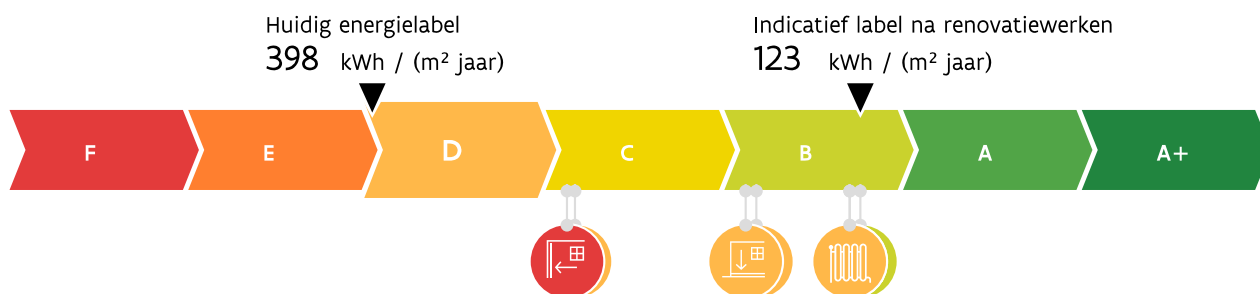 Huidig energielabel
398 kWh / (m² jaar)
Indicatief label na renovatiewerken
123 kWh / (m² jaar)
F E D C B A A+